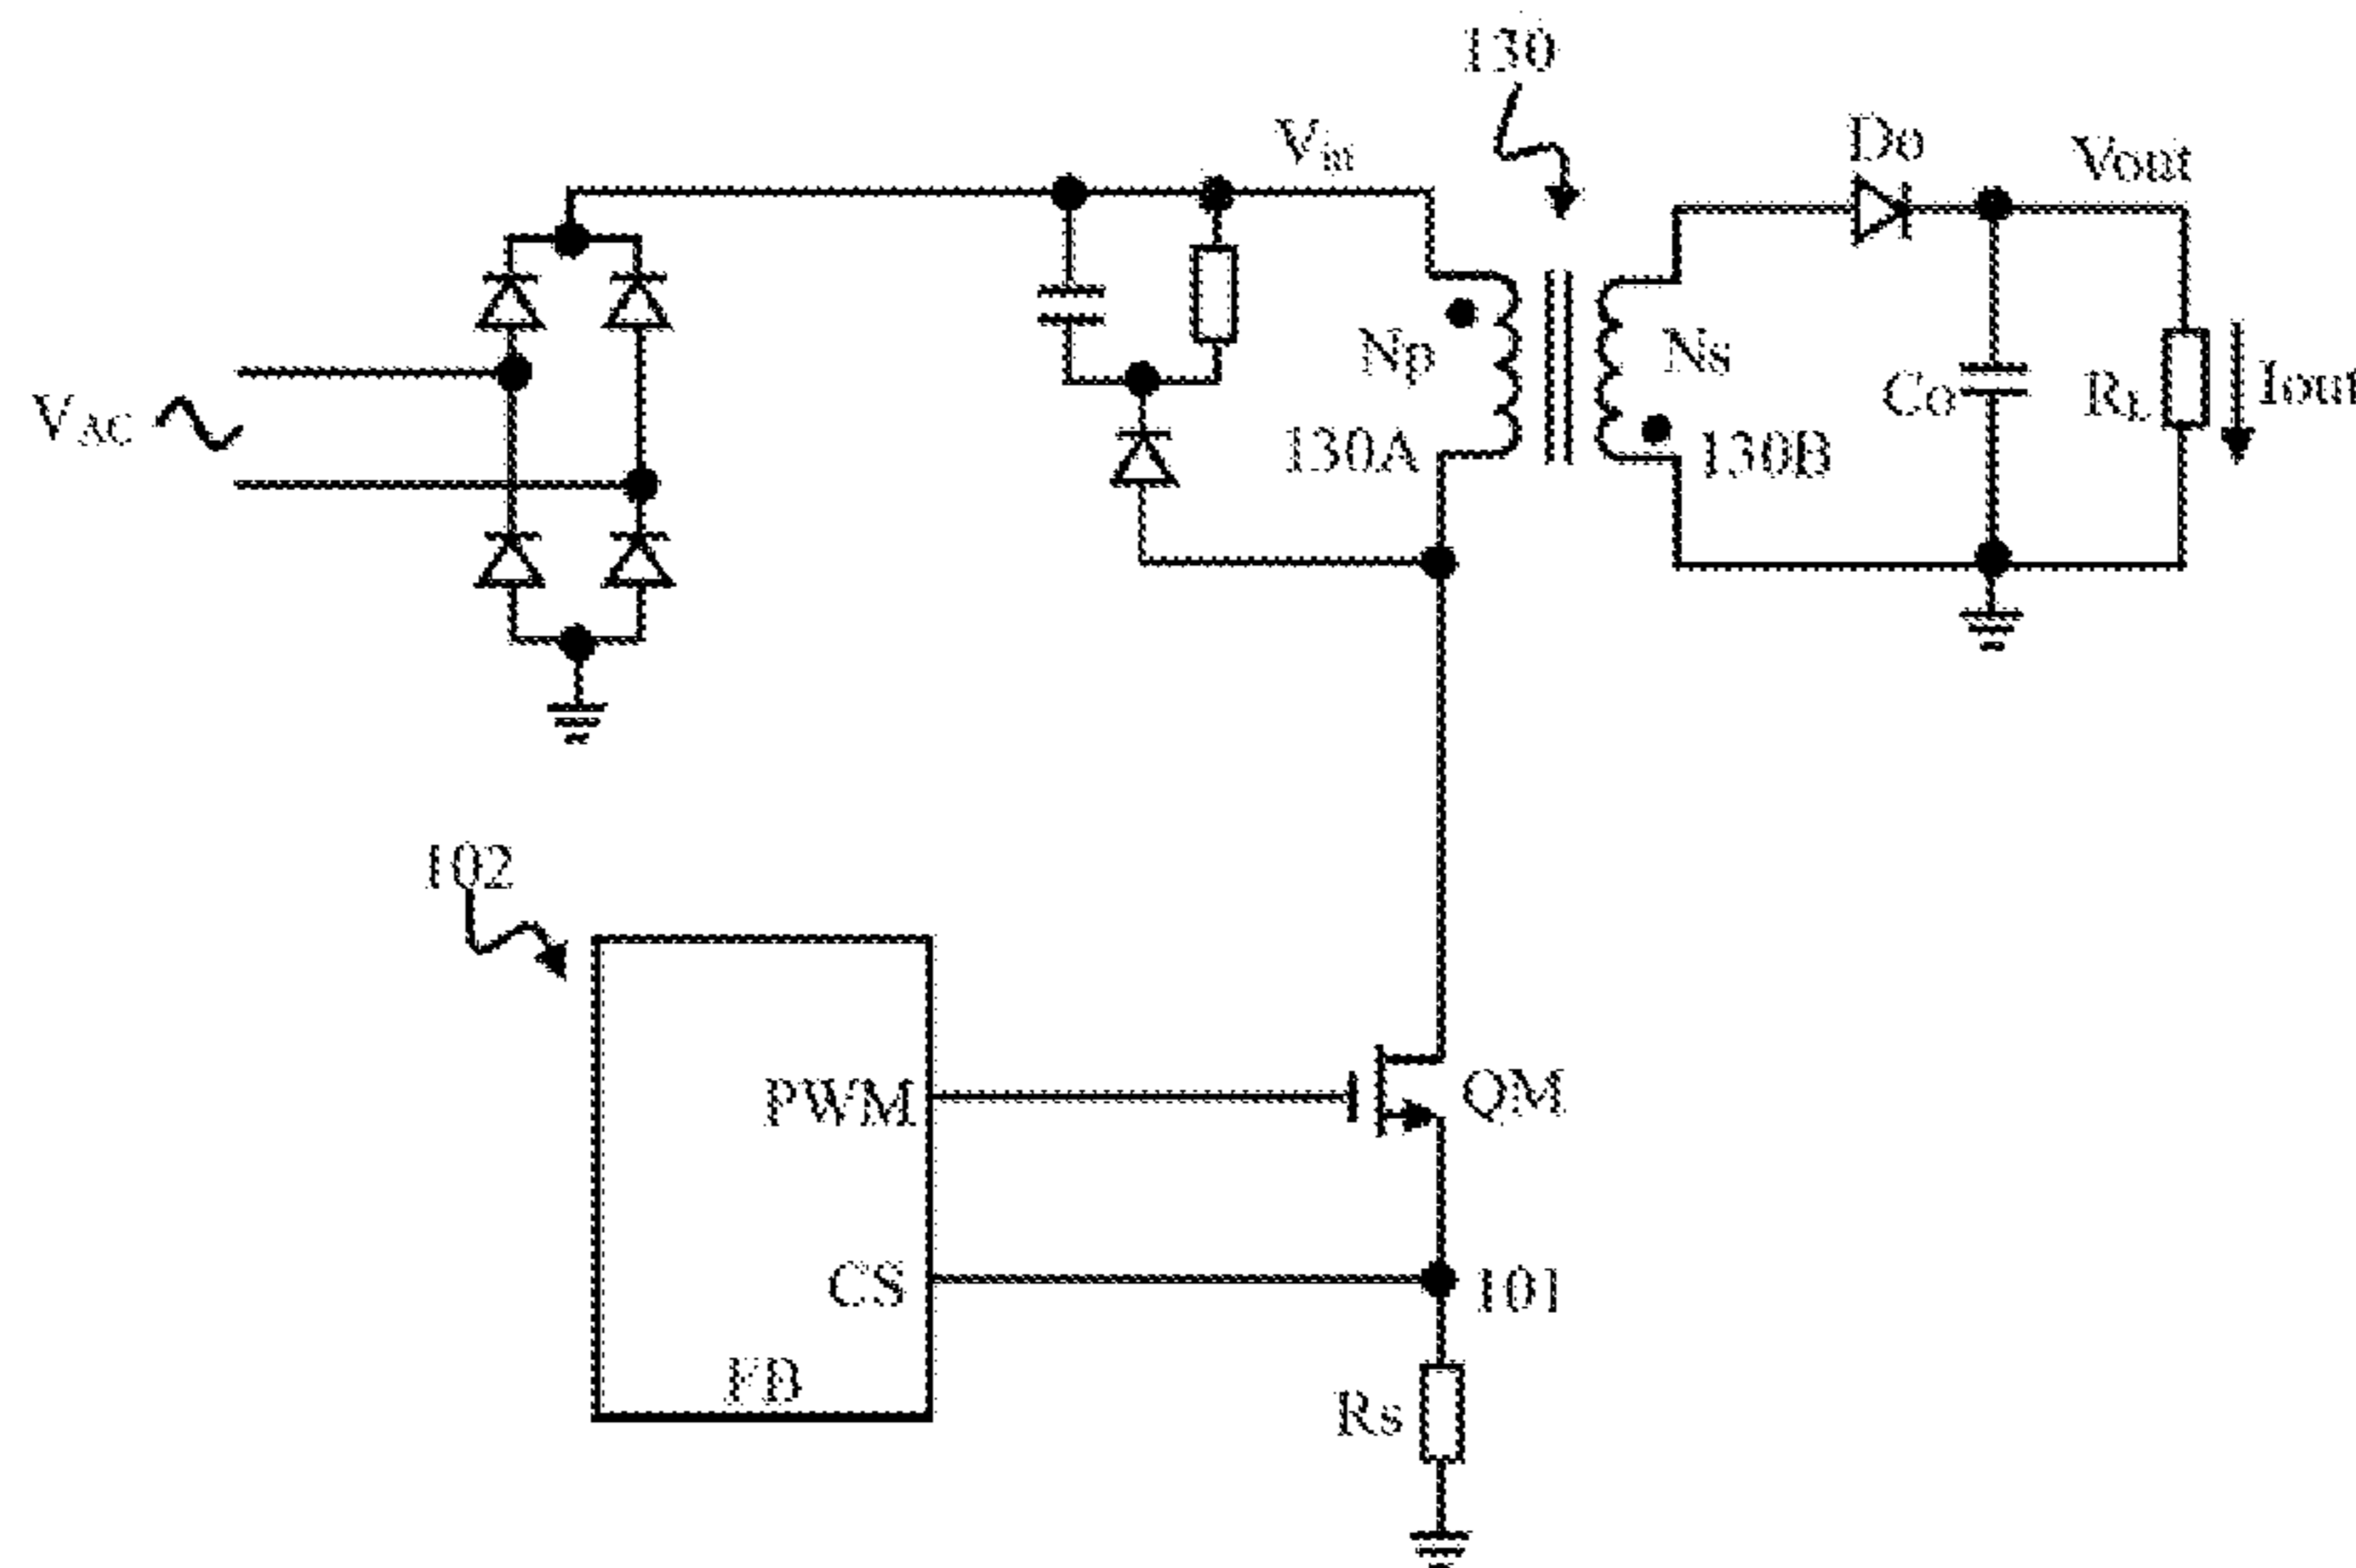 130
Vin
Do
Vout
Np
Ns
VAC
Co
RL
Iout
130A
130B
102
PWM
QM
CS
101
FB
Rs